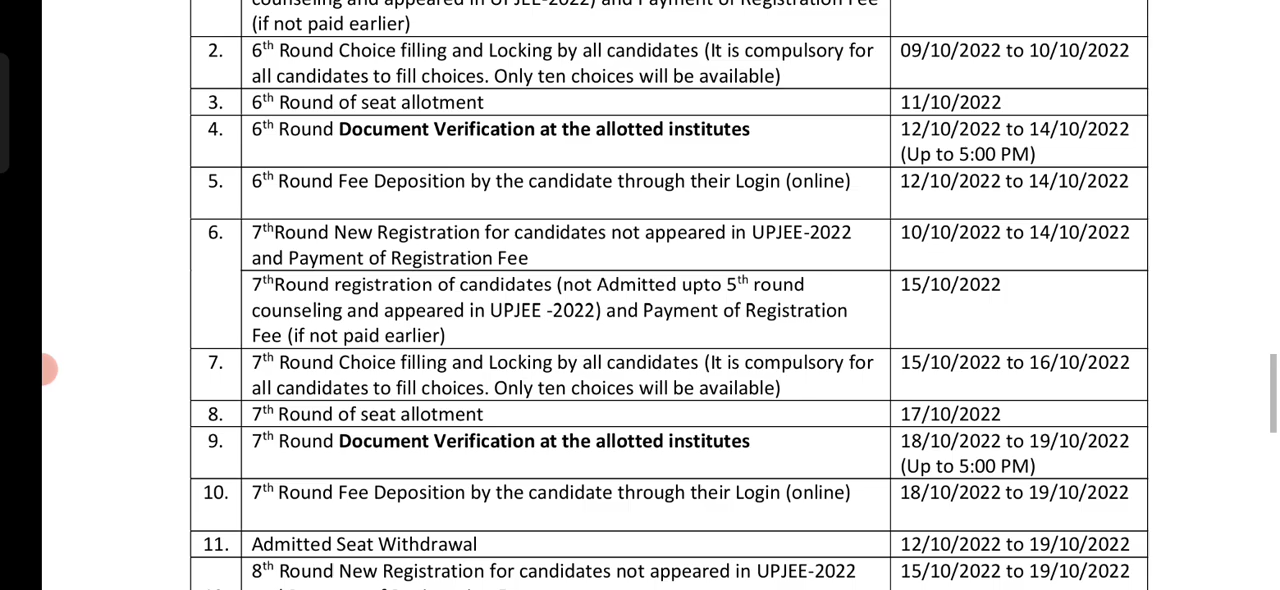 counseling and appeared in UPJEE-2022) and Payment of Registration Fee
(if not paid earlier)
2. 6th Round Choice filling and Locking by all candidates (It is compulsory for 09/10/2022 to 10/10/2022
all candidates to fill choices. Only ten choices will be available)
3. 6th Round of seat allotment 11/10/2022
4. 6th Round Document Verification at the allotted institutes 12/10/2022 to 14/10/2022
(Up to 5:00 PM)
5. 6th Round Fee Deposition by the candidate through their Login (online) 12/10/2022 to 14/10/2022
6. 7thRound New Registration for candidates not appeared in UPJEE-2022 10/10/2022 to 14/10/2022
and Payment of Registration Fee
7thRound registration of candidates (not Admitted upto 5th round 15/10/2022
counseling and appeared in UPJEE -2022) and Payment of Registration
Fee (if not paid earlier)
7. 7th Round Choice filling and Locking by all candidates (It is compulsory for 15/10/2022 to 16/10/2022
all candidates to fill choices. Only ten choices will be available)
8. 7th Round of seat allotment 17/10/2022
9. 7th Round Document Verification at the allotted institutes 18/10/2022 to 19/10/2022
(Up to 5:00 PM)
10. 7th Round Fee Deposition by the candidate through their Login (online) 18/10/2022 to 19/10/2022
11. Admitted Seat Withdrawal 12/10/2022 to 19/10/2022
8th Round New Registration for candidates not appeared in UPJEE-2022 15/10/2022 to 19/10/2022